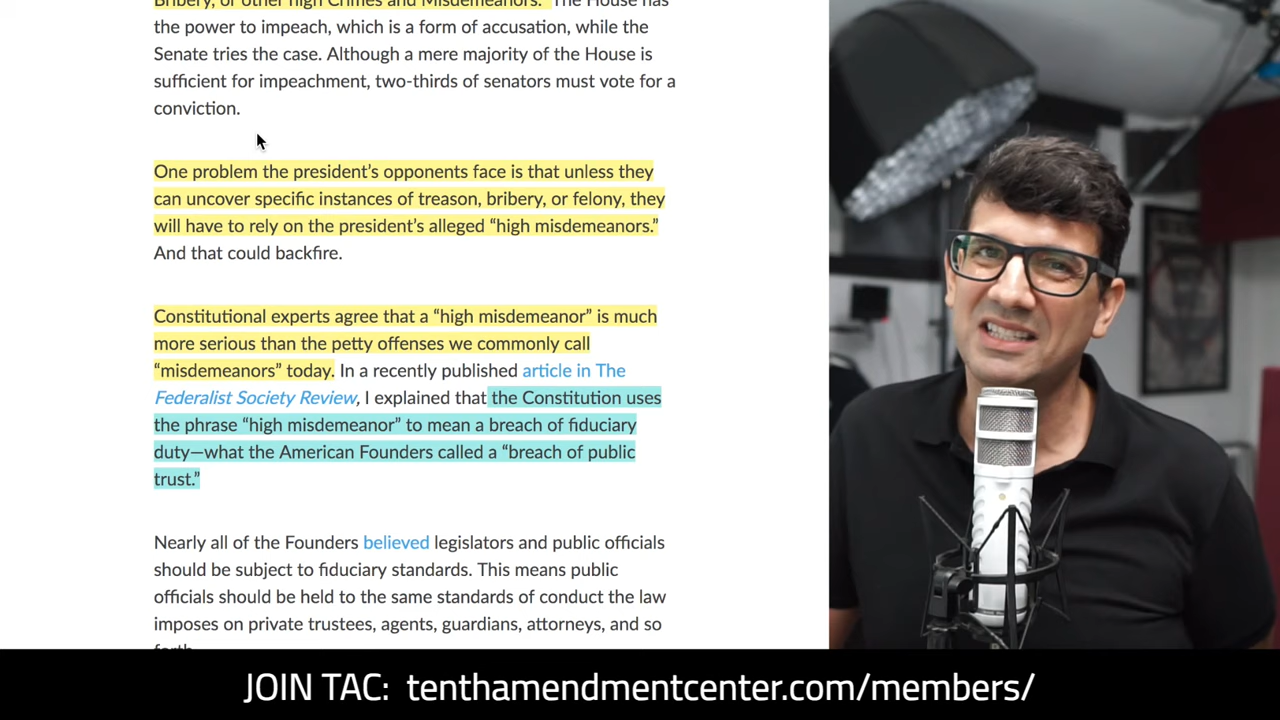 Bribery, or other high Crimes and Misdemeanors." The House has
the power to impeach, which is a form of accusation, while the
Senate tries the case. Although a mere majority of the House is
sufficient for impeachment, two-thirds of senators must vote for a
conviction.
One problem the president’s opponents face is that unless they
can uncover specific instances of treason, bribery, or felony, they
will have to rely on the president’s alleged “high misdemeanors.”
And that could backfire.
Constitutional experts agree that a “high misdemeanor” is much
more serious than the petty offenses we commonly call
“misdemeanors” today. In a recently published article in The
Federalist Society Review, I explained that the Constitution uses
the phrase “high misdemeanor” to mean a breach of fiduciary
duty—what the American Founders called a “breach of public
trust.”
Nearly all of the Founders believed legislators and public officials
should be subject to fiduciary standards. This means public
officials should be held to the same standards of conduct the law
imposes on private trustees, agents, guardians, attorneys, and so
forth.
JOIN TAC: tenthamendmentcenter.com/members/